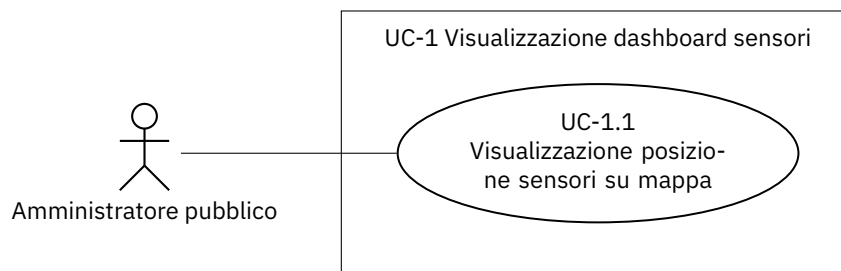 UC-1 Visualizzazione dashboard sensori
UC-1.1
Visualizzazione posizio-
ne sensori su mappa
Amministratore pubblico